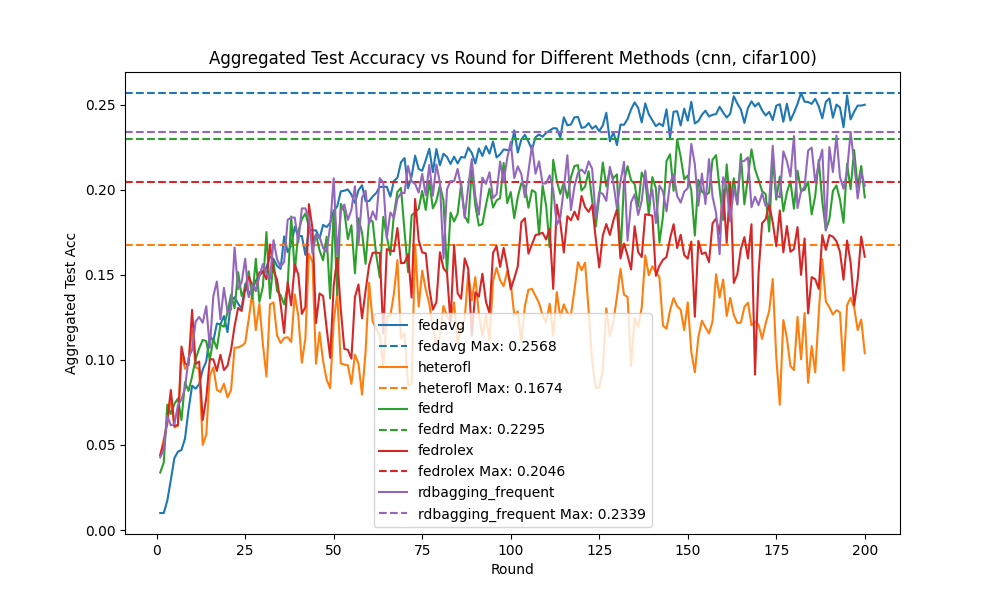 Aggregated Test Accuracy vs Round for Different Methods (cnn, cifar100)
Aggregated Test Acc
0.25
0.20
0.15
0.10
0.05
0.00
fedavg
fedavg Max: 0.2568
heterofl
heterofl Max: 0.1674
fedrd
fedrd Max: 0.2295
fedrolex
fedrolex Max: 0.2046
rdbagging_frequent
rdbagging_frequent Max: 0.2339
0 25 50 75 100 125 150 175 200
Round